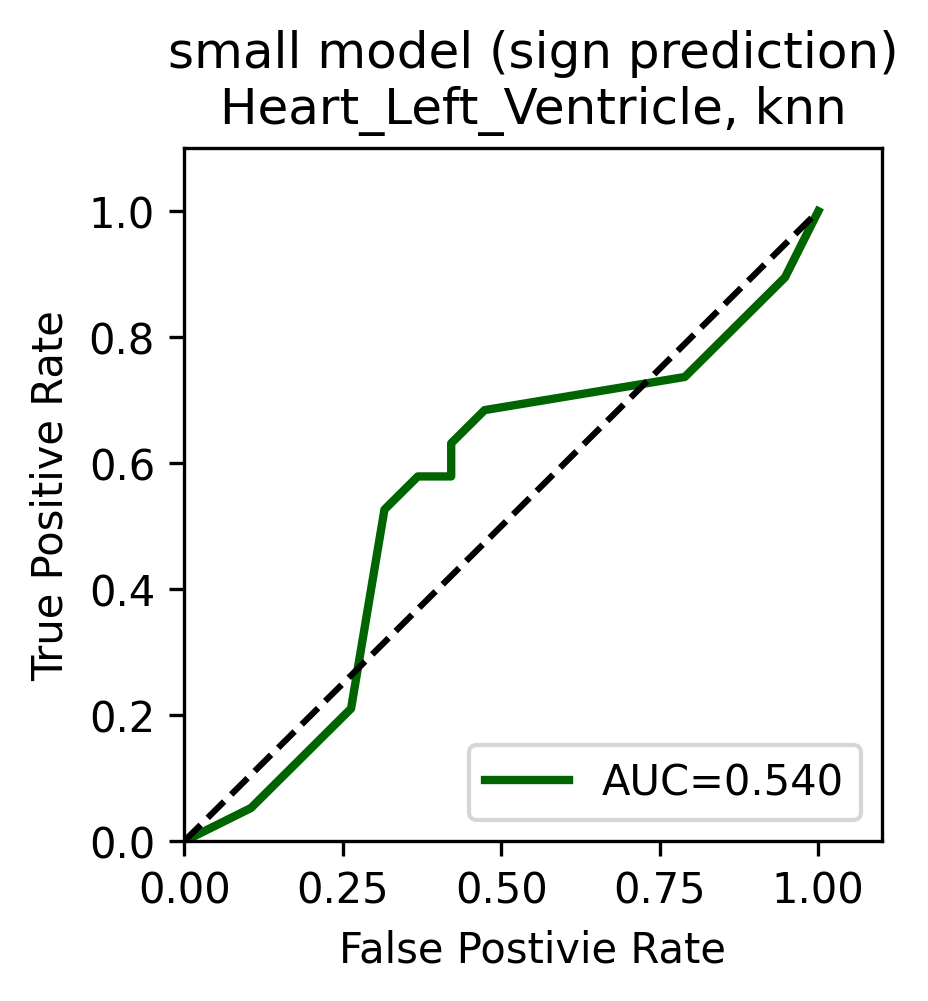 small model (sign prediction)
Heart_Left_Ventricle, knn
True Positive Rate
1.0
0.8
0.6
0.4
0.2
0.0
AUC=0.540
0.00 0.25 0.50 0.75 1.00
False Postivie Rate